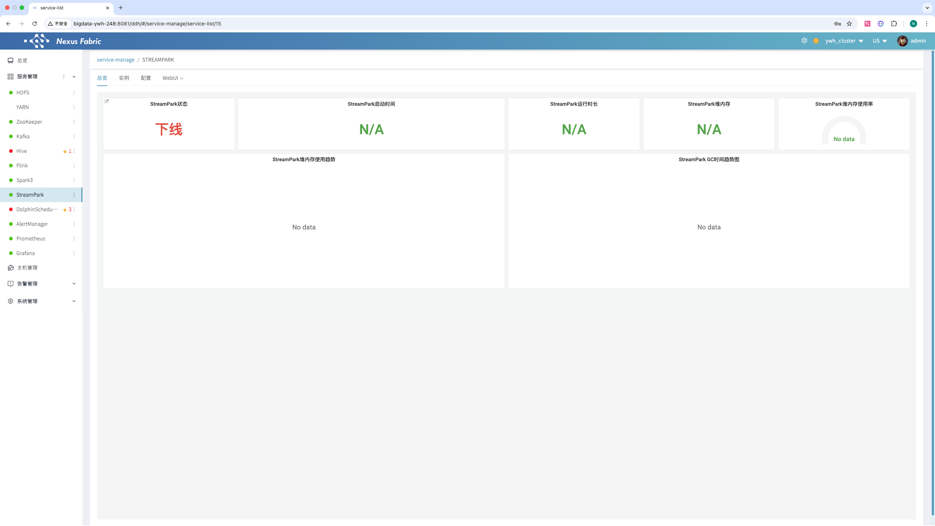 service-list
不安全
bigdata-ywh-248:8081/ddh/#/service-manage/service-list/15
Nexus Fabric
ywh_cluster
US
admin
总览
服务管理
HDFS
YARN
ZooKeeper
Kafka
Hive
2
Flink
Spark3
StreamPark
DolphinSchedu···
3
AlertManager
Prometheus
Grafana
主机管理
告警管理
系统管理
service-manage / STREAMPARK
总览
实例
配置
WebUI
StreamPark状态
下线
StreamPark启动时间
N/A
StreamPark运行时长
N/A
StreamPark堆内存
N/A
StreamPark堆内存使用率
No data
StreamPark堆内存使用趋势
No data
StreamPark GC时间趋势图
No data